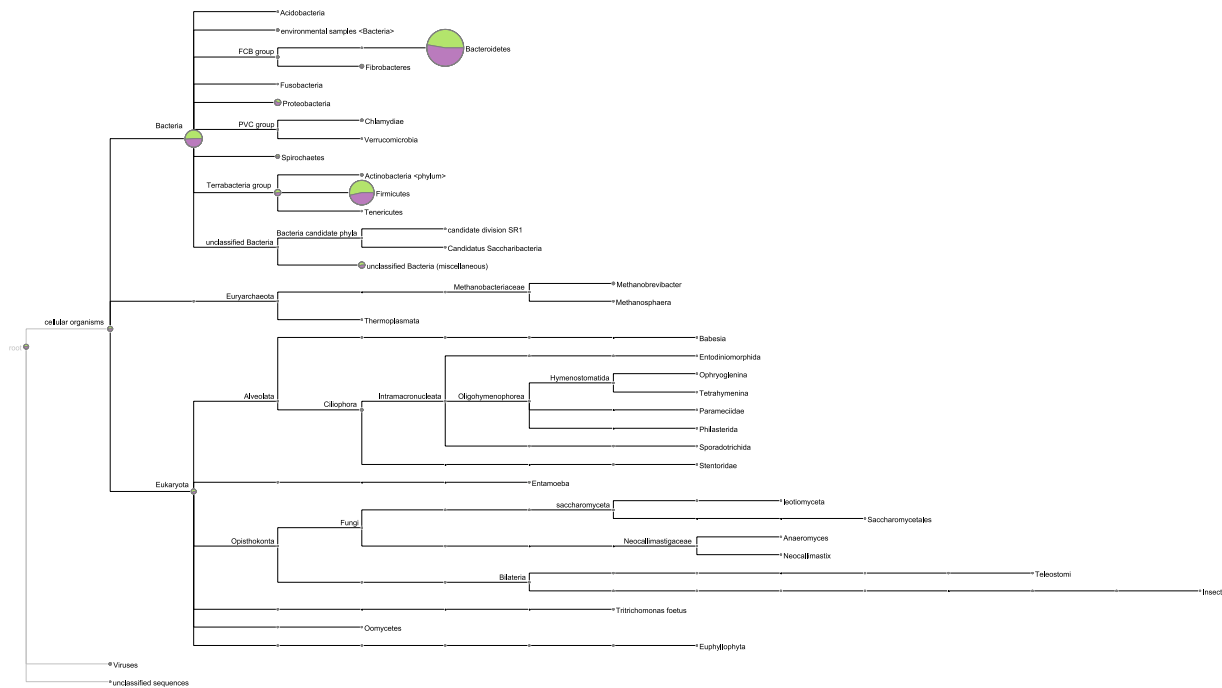 Acidobacteria
environmental samples <Bacteria>
FCB group
Bacteroidetes
Fibrobacteres
Fusobacteria
Proteobacteria
Bacteria
PVC group
Chlamydiae
Verrucomicrobia
Spirochaetes
Actinobacteria <phylum>
Terrabacteria group
Firmicutes
Tenericutes
candidate division SR1
Bacteria candidate phyla
unclassified Bacteria
Candidatus Saccharibacteria
unclassified Bacteria (miscellaneous)
Methanobrevibacter
Methanobacteriaceae
Euryarchaeota
Methanosphaera
Thermoplasmata
cellular organisms
root
Babesia
Entodiniomorphida
Ophryoglenina
Hymenostomatida
Tetrahymenina
Alveolata
Ciliophora
Intramacronucleata
Oligohymenophorea
Parameciidae
Philasterida
Sporadotrichida
Stentoridae
Eukaryota
Entamoeba
saccharomyceta
leotiomyceta
Saccharomycetales
Fungi
Anaeromyces
Opisthokonta
Neocallimastigaceae
Neocallimastix
Teleostomi
Bilateria
Insect
Tritrichomonas foetus
Oomycetes
Euphyllophyta
Viruses
unclassified sequences